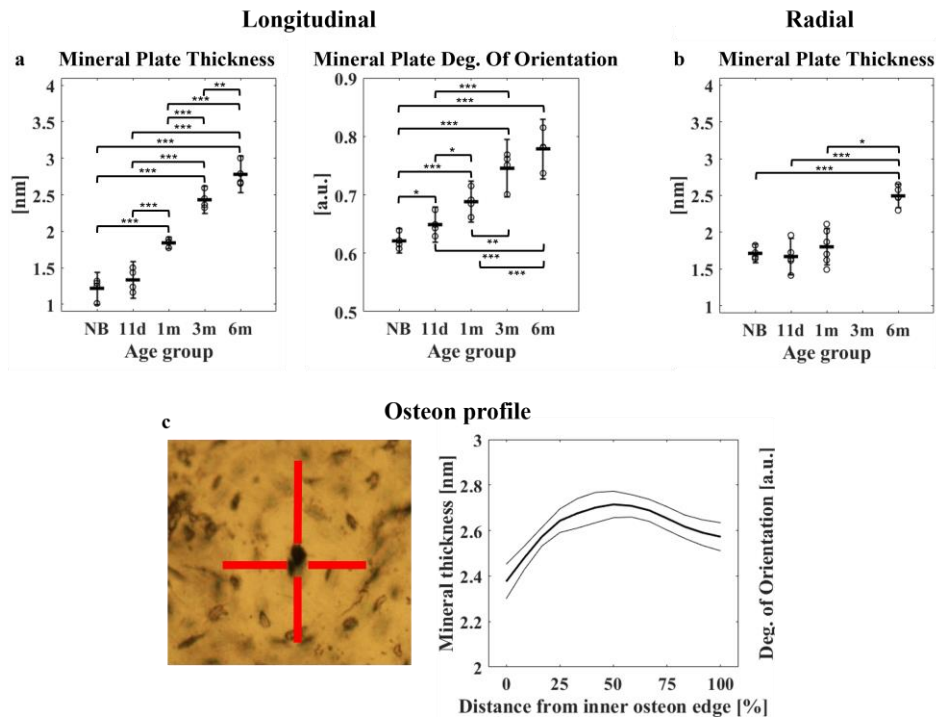 Longitudinal
Radial
a
Mineral Plate Thickness
Mineral Plate Deg. Of Orientation
b
Mineral Plate Thickness
4
3.5
3
2.5
2
1.5
1
[nm]
**
***
***
***
***
***
***
***
***
NB 11d 1m 3m 6m
Age group
0.9
0.8
0.7
0.6
0.5
[a.u.]
***
***
***
*
***
*
**
***
***
NB 11d 1m 3m 6m
Age group
4
3.5
3
2.5
2
1.5
1
[nm]
*
***
***
NB 11d 1m 3m 6m
Age group
Osteon profile
c
3
2.8
2.6
2.4
2.2
2
Mineral thickness [nm]
Deg. of Orientation [a.u.]
0 25 50 75 100
Distance from inner osteon edge [%]